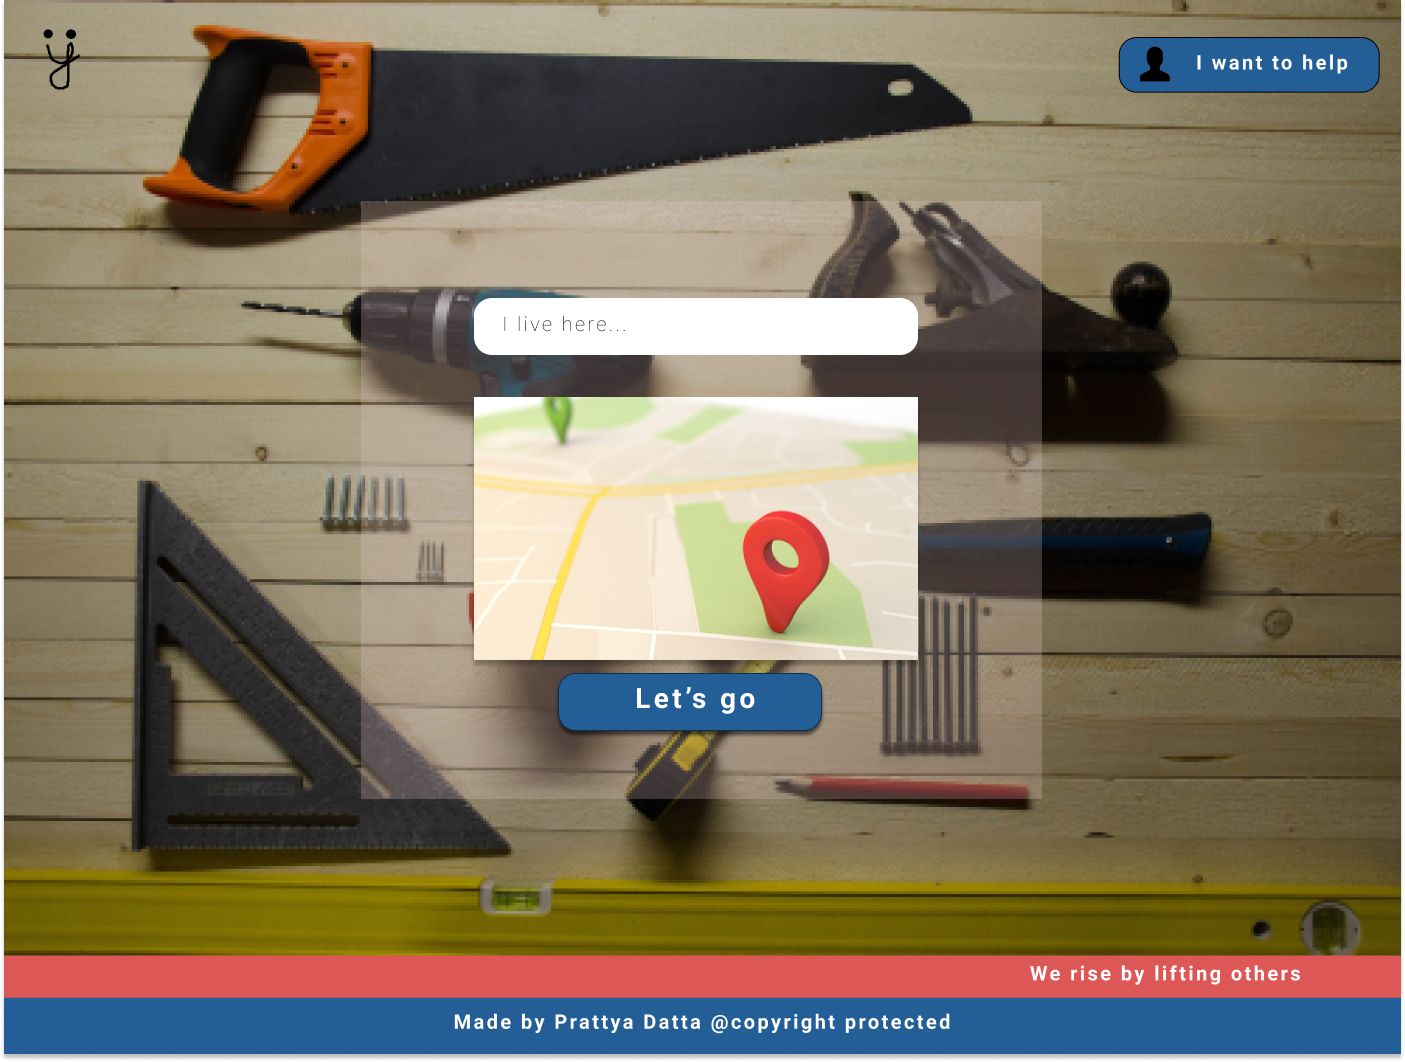 I want to help
I live here...
Let’s go
We rise by lifting others
Made by Prattya Datta @copyright protected